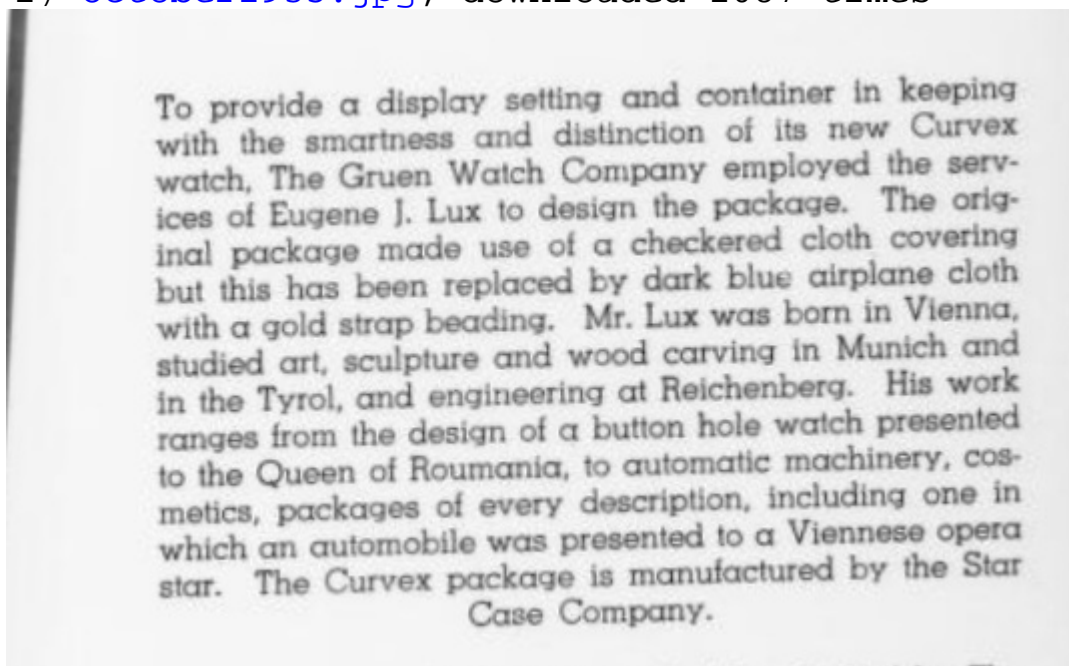 To provide a display setting and container in keeping
with the smartness and distinction of its new Curvex
watch, The Gruen Watch Company employed the serv-
ices of Eugene J. Lux to design the package. The orig-
inal package made use of a checkered cloth covering
but this has been replaced by dark blue airplane cloth
with a gold strap beading. Mr. Lux was born in Vienna,
studied art, sculpture and wood carving in Munich and
in the Tyrol, and engineering at Reichenberg. His work
ranges from the design of a button hole watch presented
to the Queen of Roumania, to automatic machinery, cos-
metics, packages of every description, including one in
which an automobile was presented to a Viennese opera
star. The Curvex package is manufactured by the Star
Case Company.